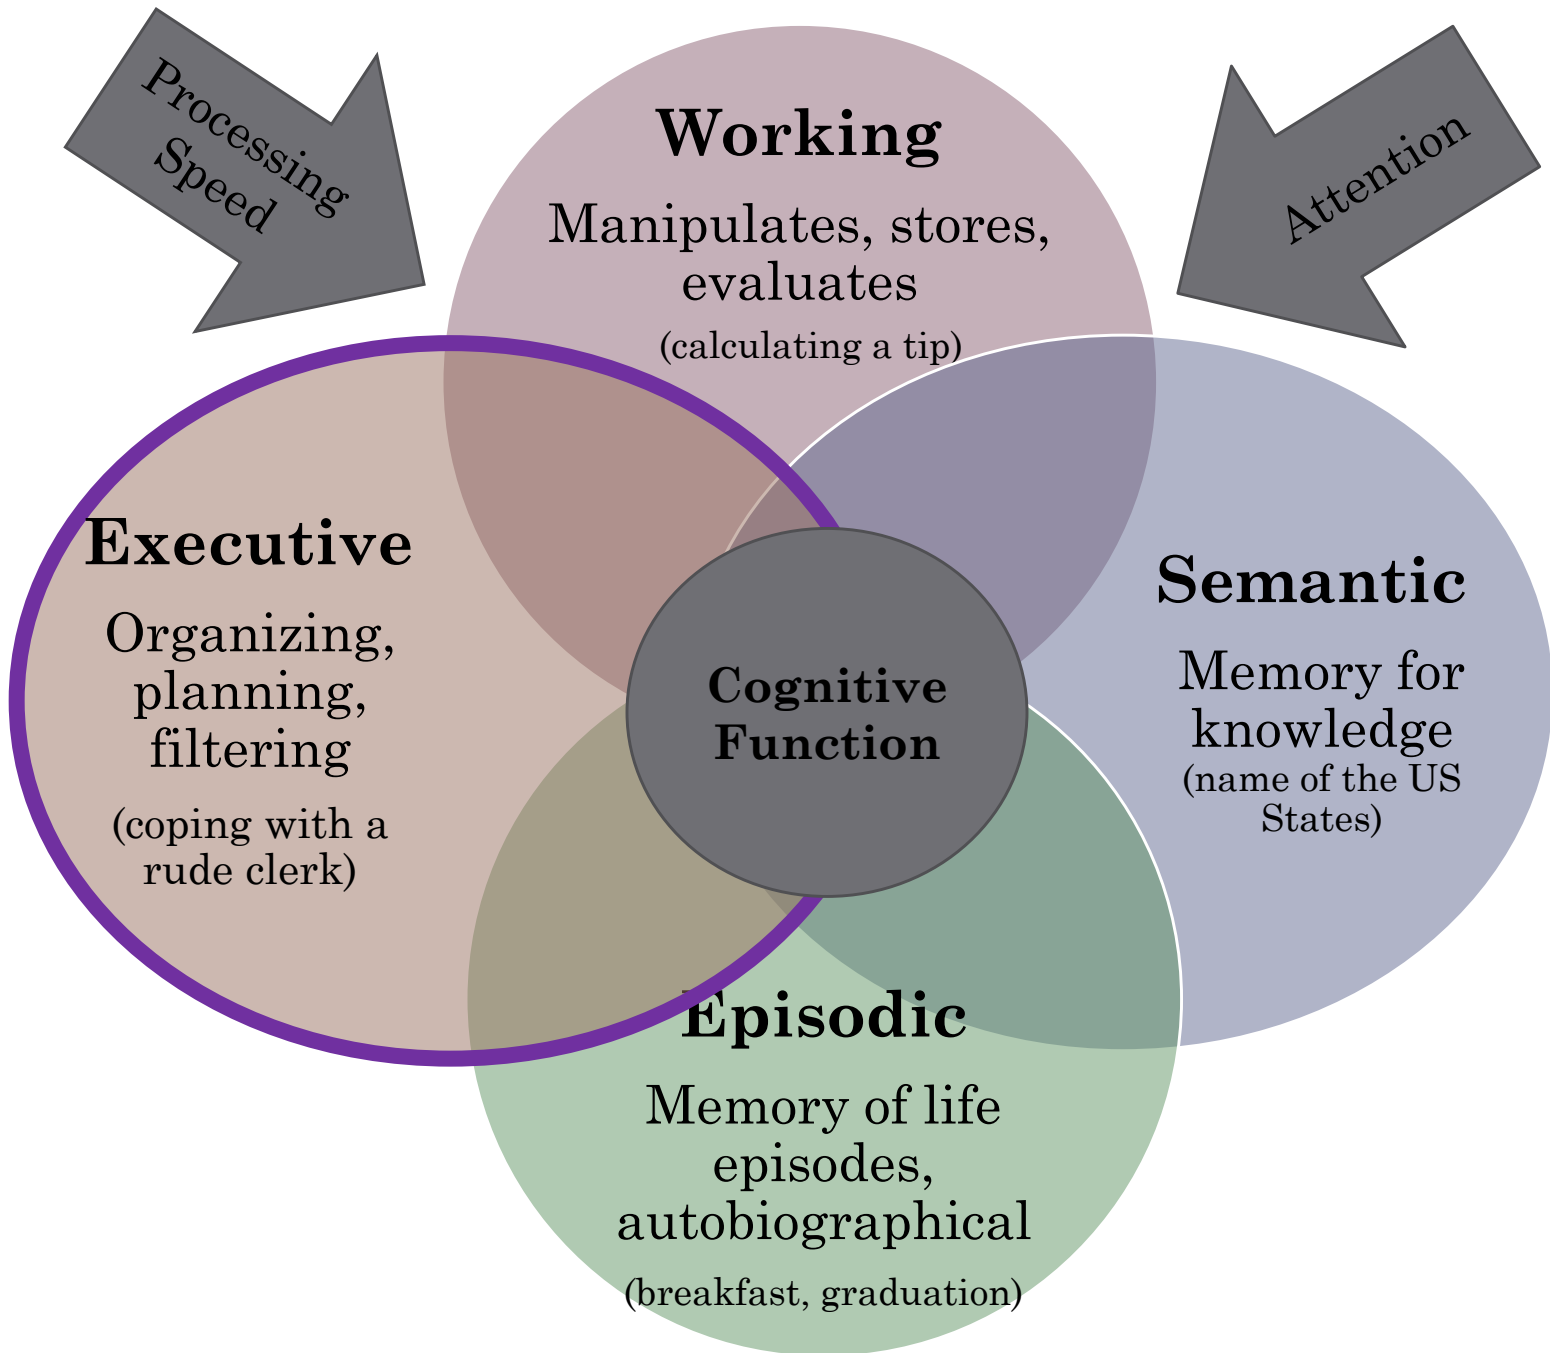 Processing
Speed
Attention
Working
Manipulates, stores,
evaluates
(calculating a tip)
Executive
Organizing,
planning,
filtering
(coping with a
rude clerk)
Cognitive
Function
Semantic
Memory for
knowledge
(name of the US
States)
Episodic
Memory of life
episodes,
autobiographical
(breakfast, graduation)